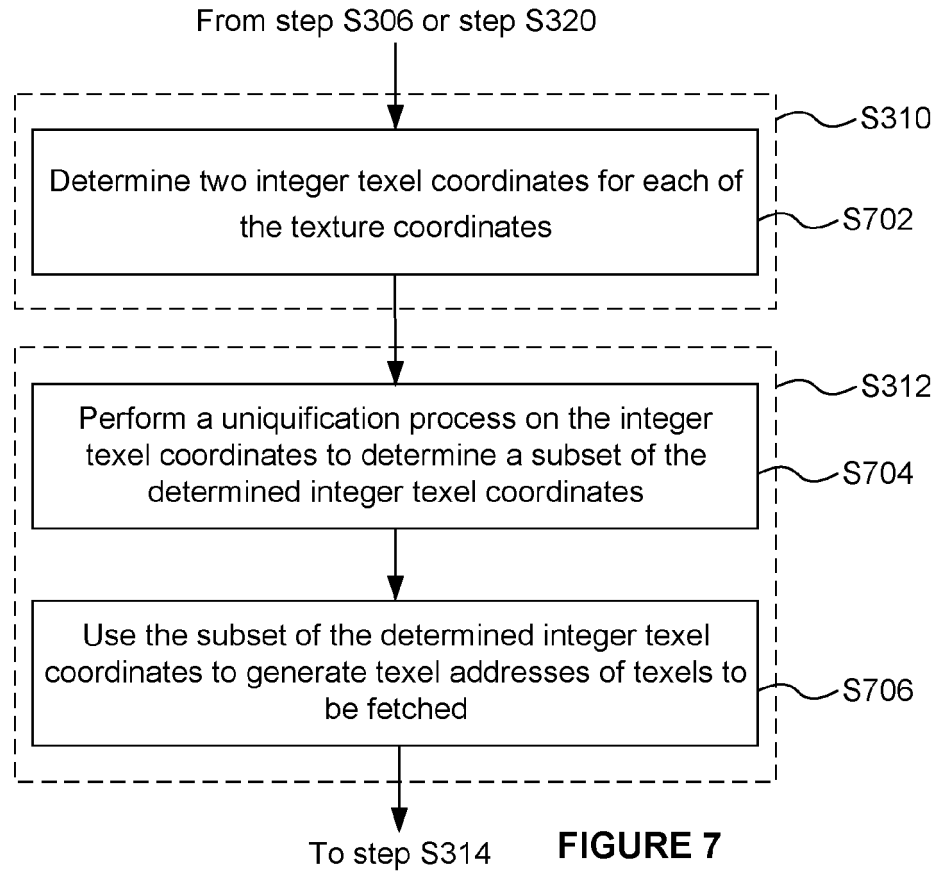 From step S306 or step S320
S310
Determine two integer texel coordinates for each of
the texture coordinates
S702
S312
Perform a uniquification process on the integer
texel coordinates to determine a subset of the
determined integer texel coordinates
S704
Use the subset of the determined integer texel
coordinates to generate texel addresses of texels to
be fetched
S706
To step S314
FIGURE 7